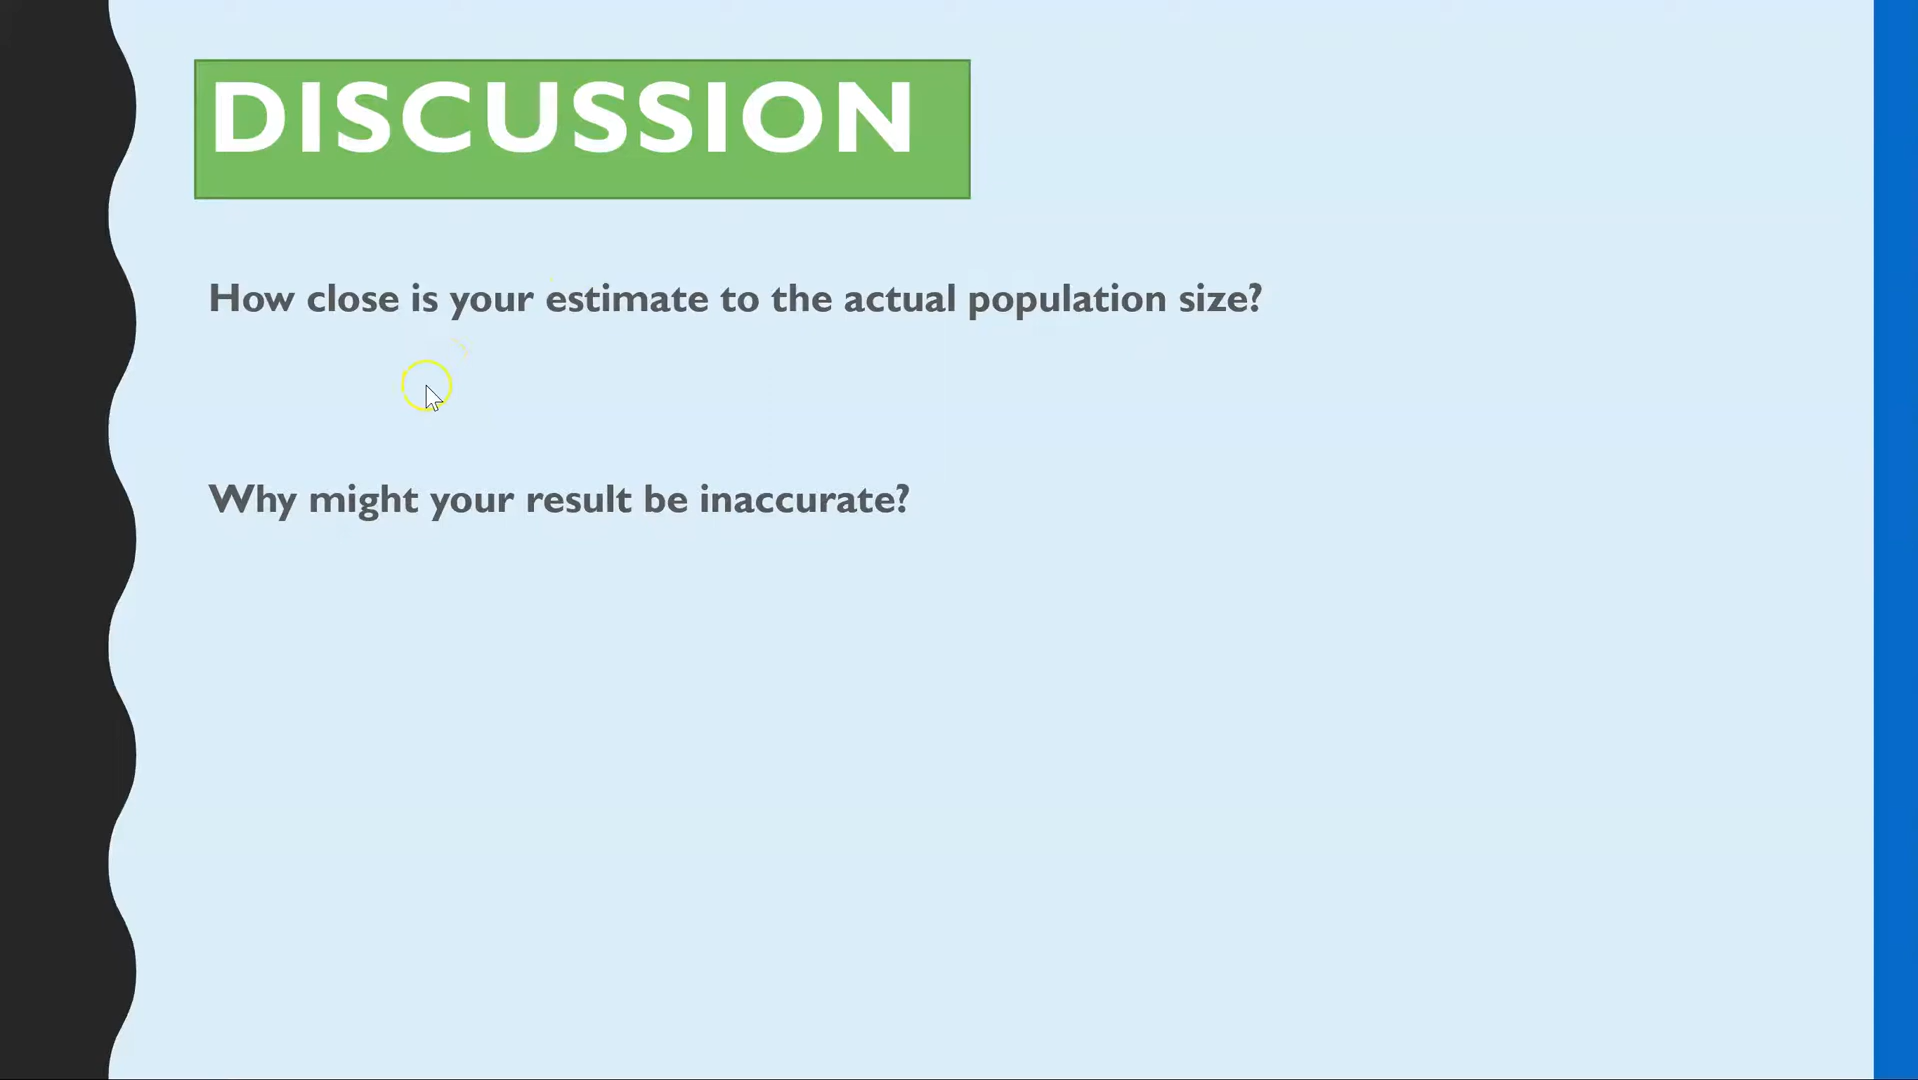 DISCUSSION
How close is your estimate to the actual population size?
Why might your result be inaccurate?